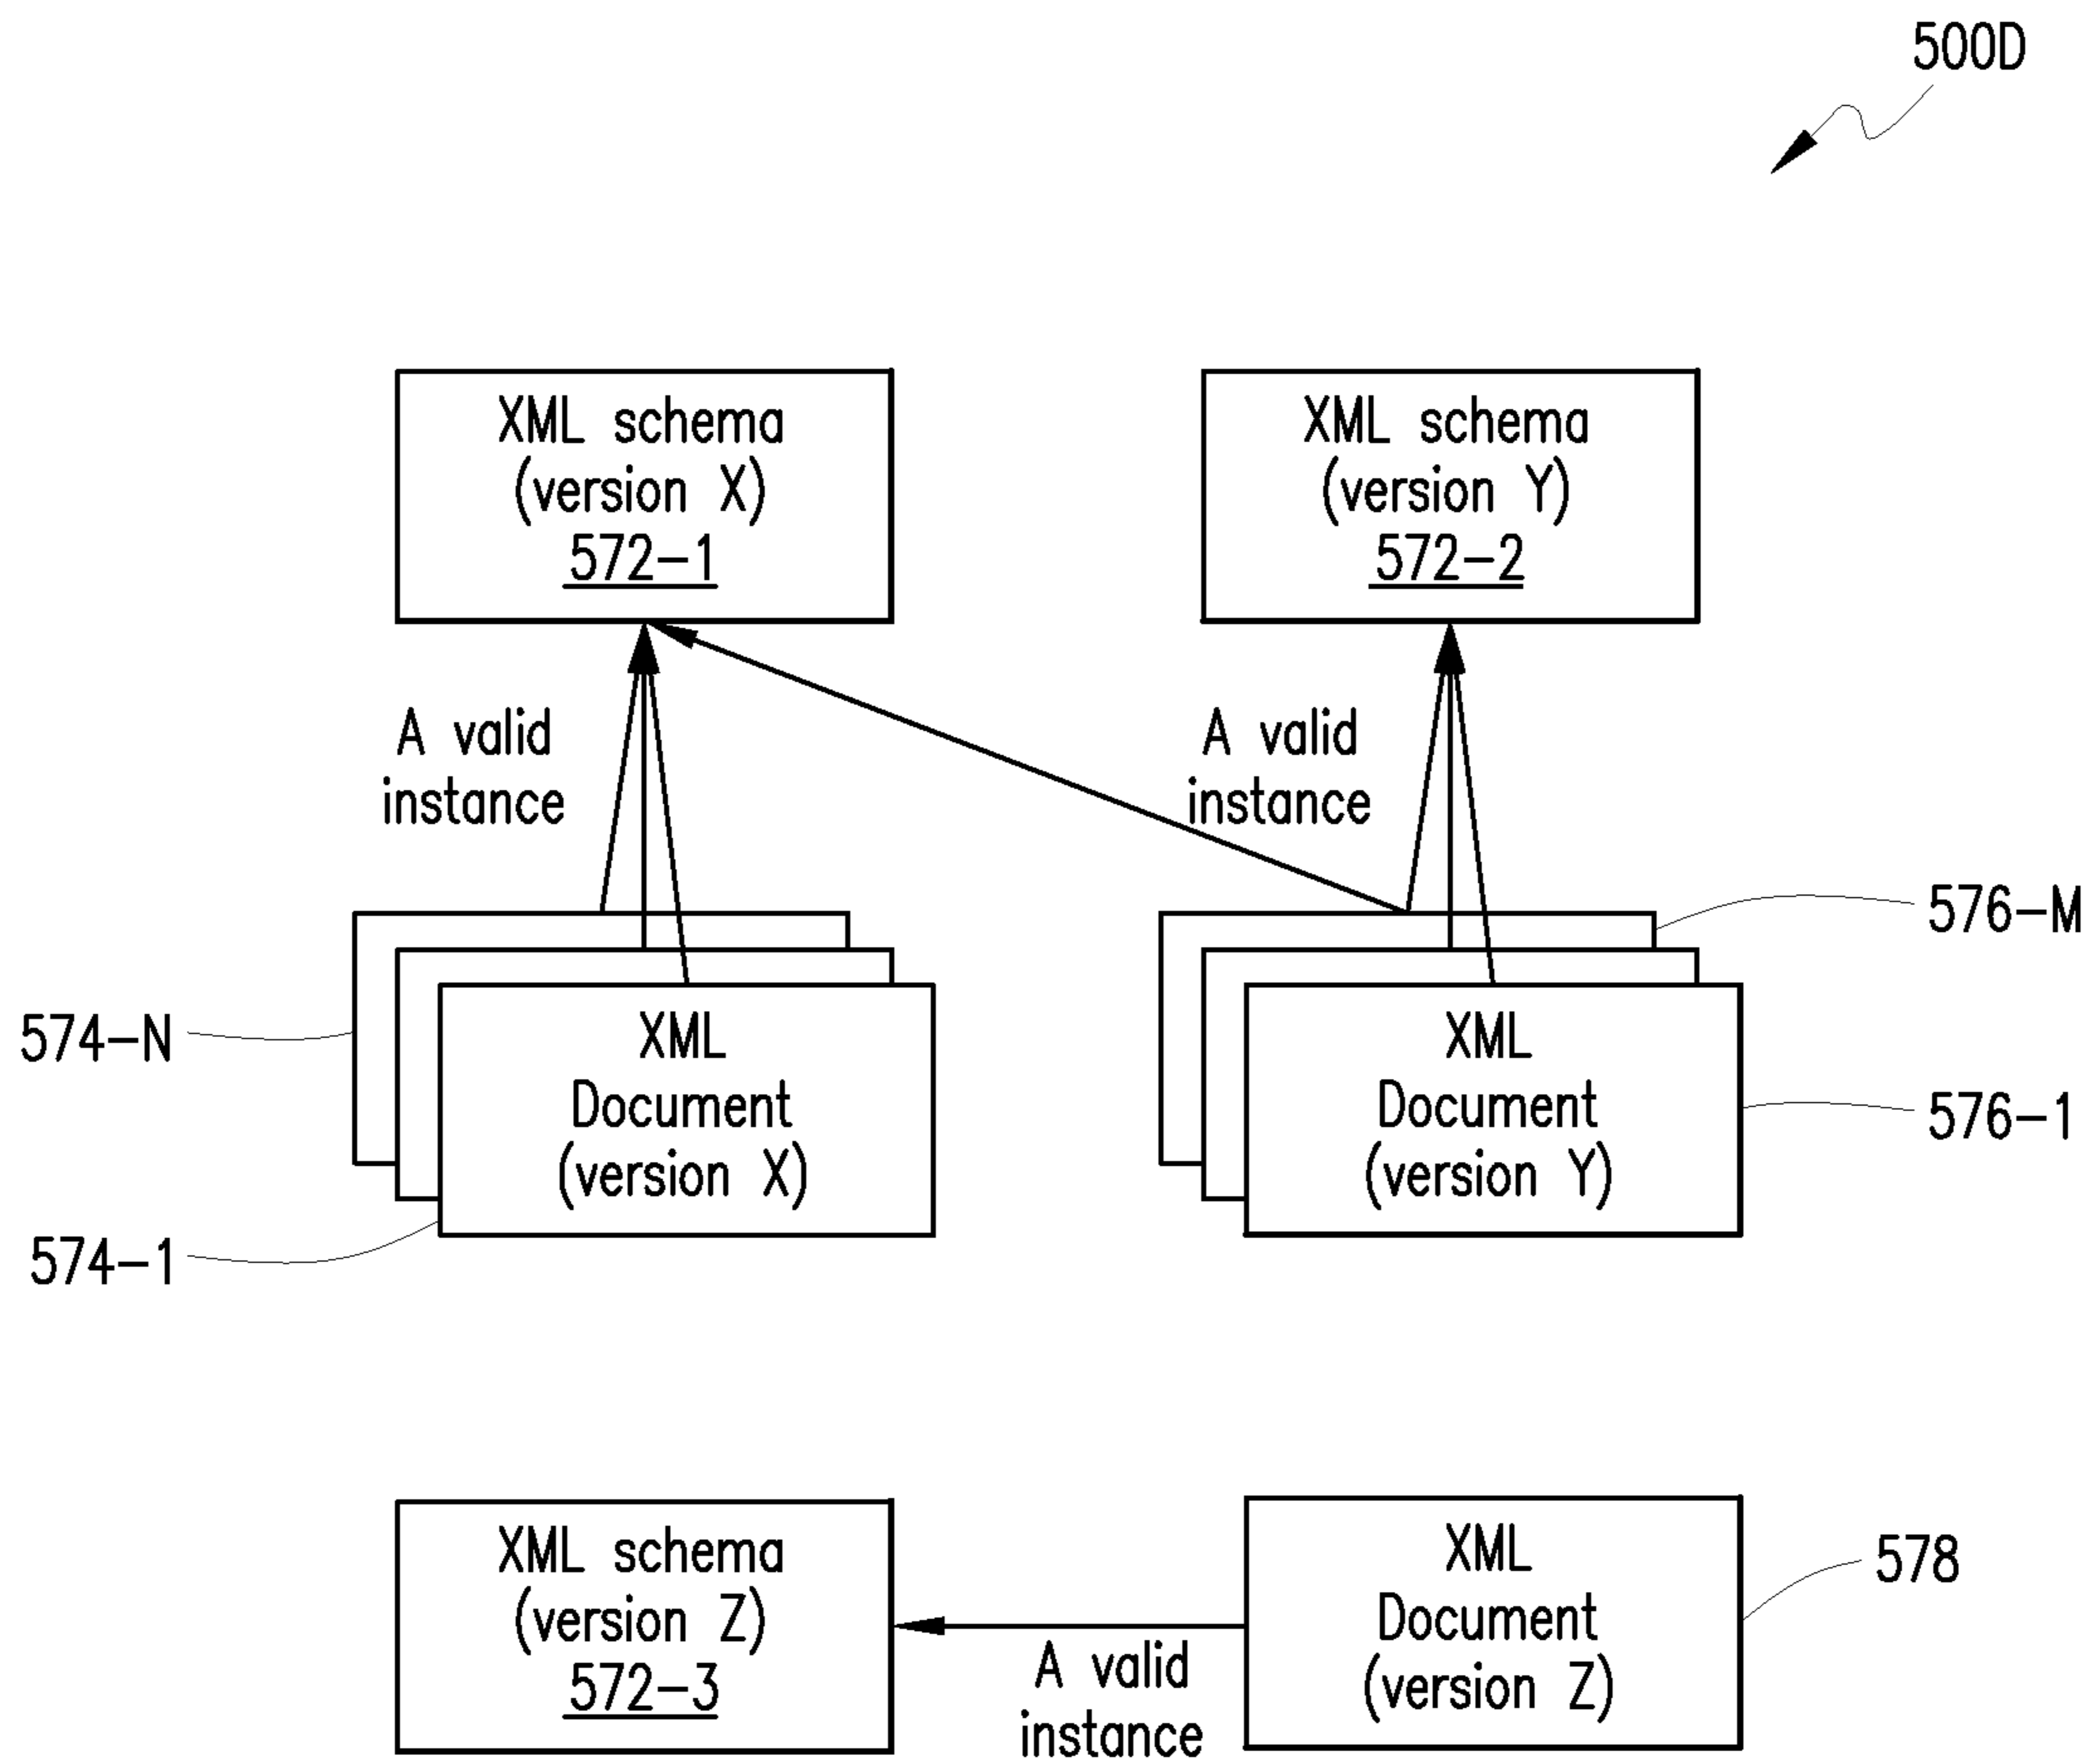 500D
XML schema
(version X)
572-1
XML schema
(version Y)
572-2
A valid
instance
A valid
instance
576-M
574-N
XML
Document
(version X)
XML
Document
(version Y)
576-1
574-1
XML schema
(version Z)
572-3
XML
Document
(version Z)
578
A valid
instance